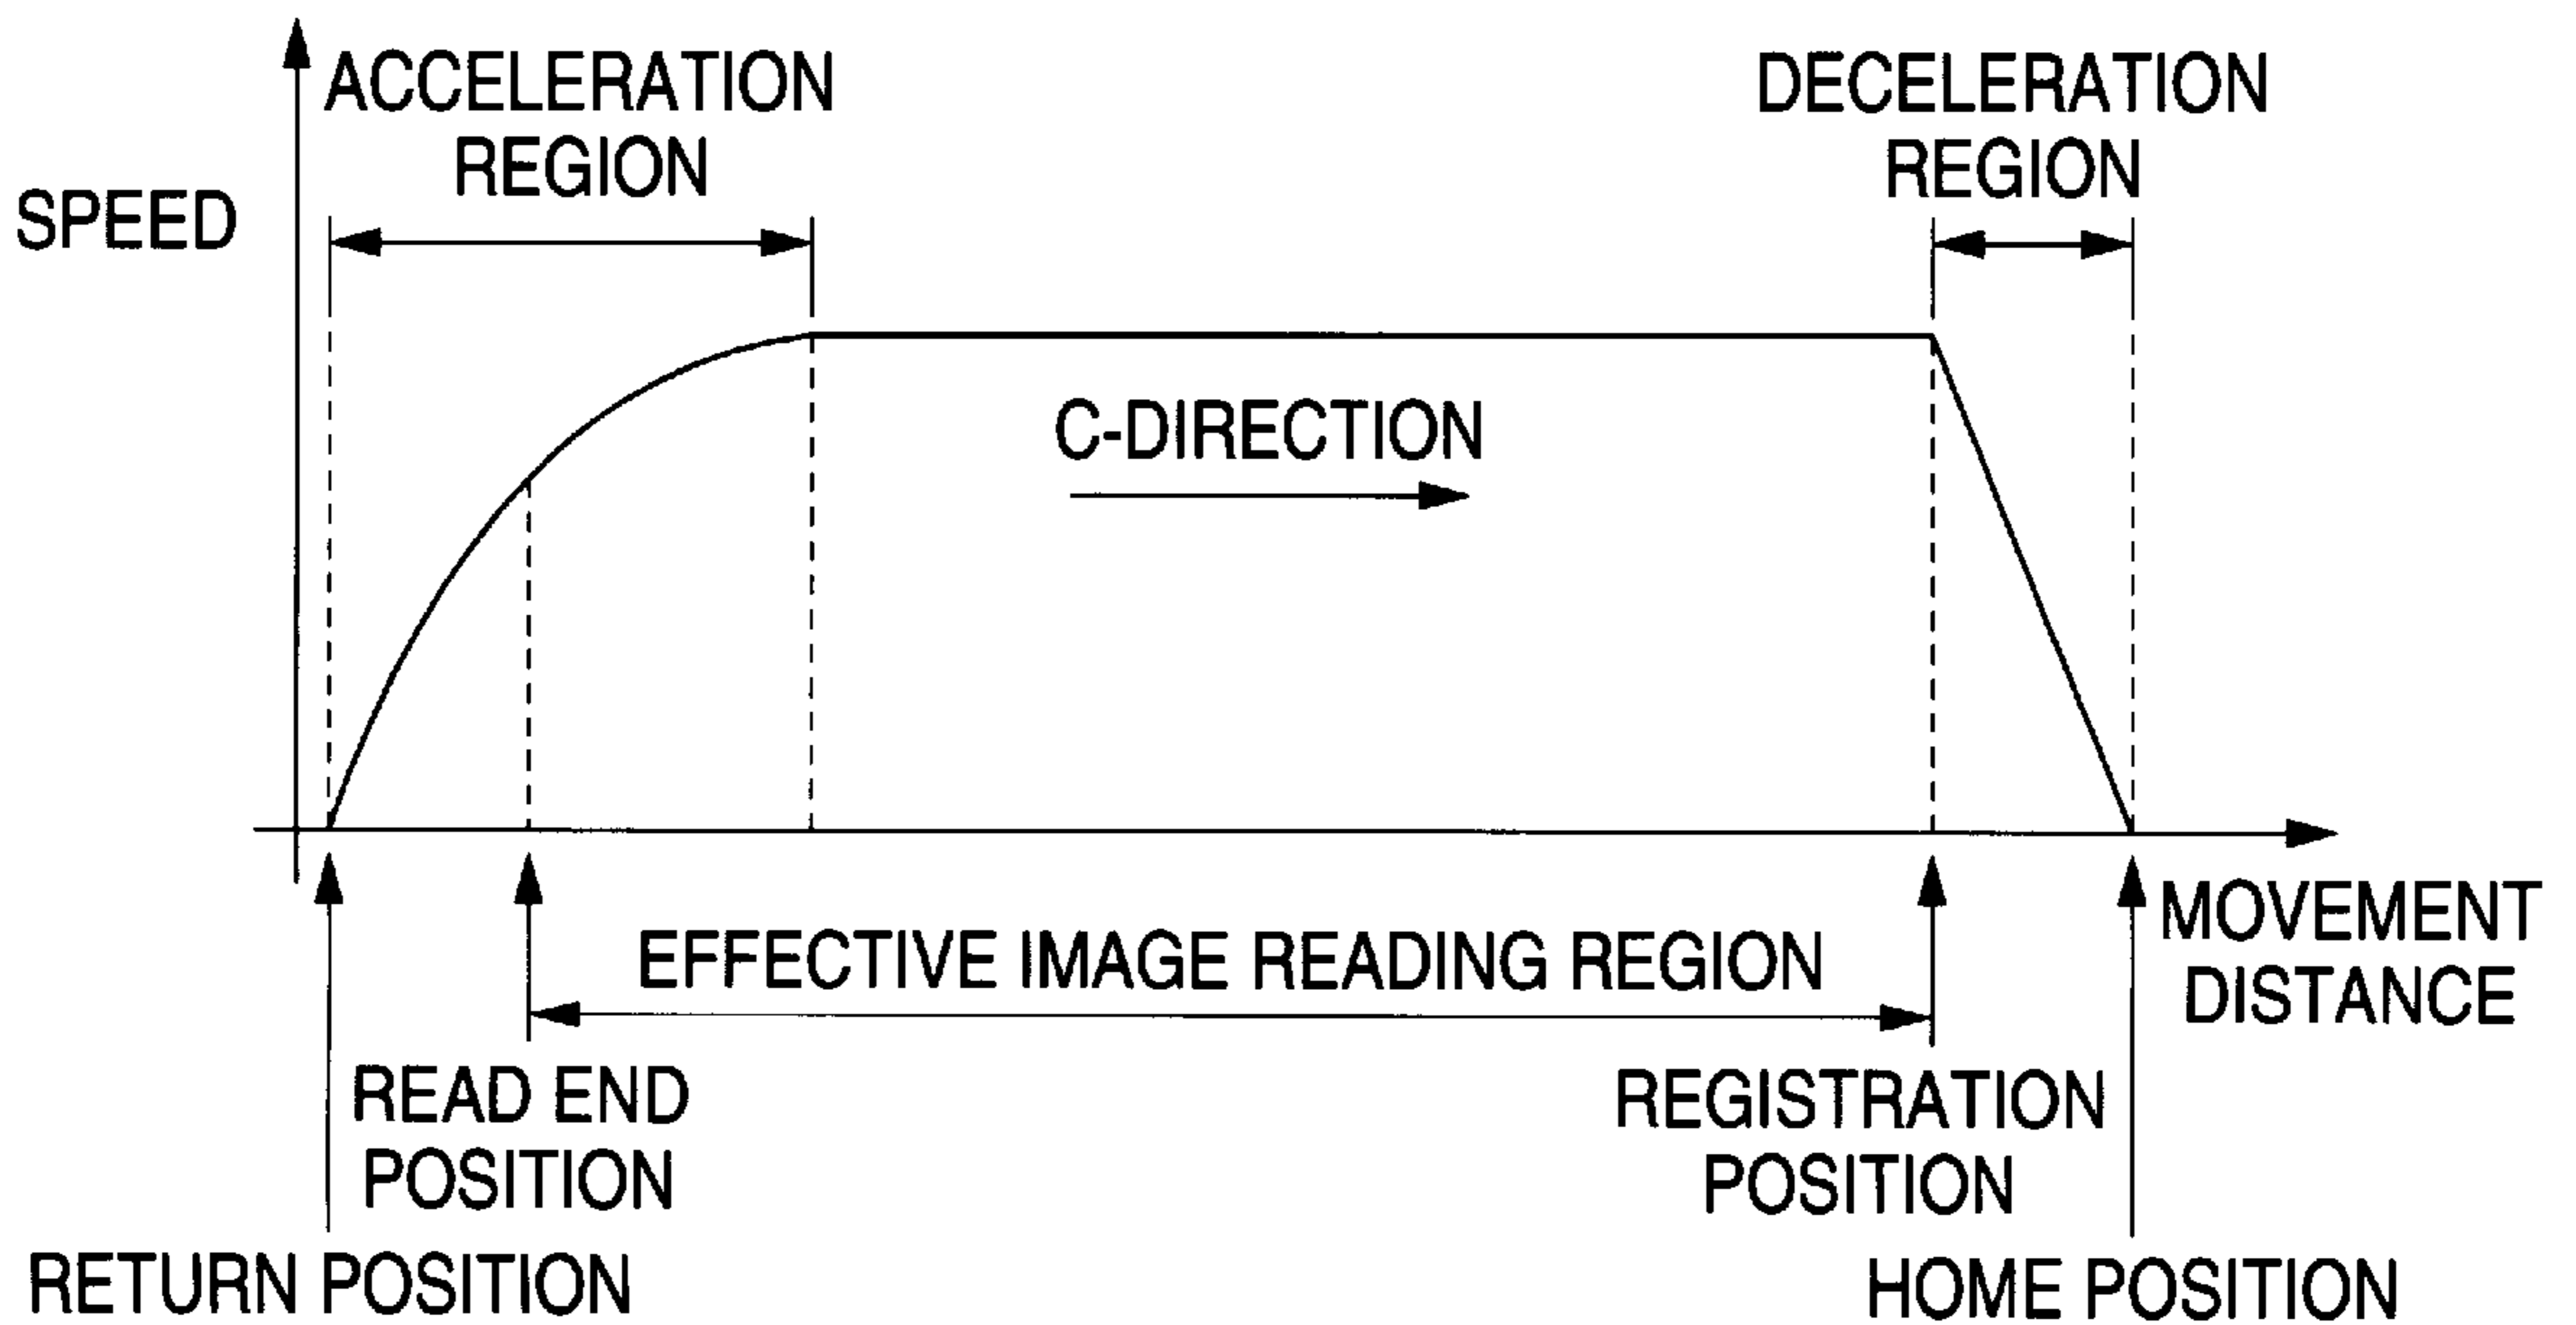 ACCELERATION
REGION
DECELERATION
REGION
SPEED
C-DIRECTION
MOVEMENT
DISTANCE
EFFECTIVE IMAGE READING REGION
READ END
POSITION
REGISTRATION
POSITION
RETURN POSITION
HOME POSITION